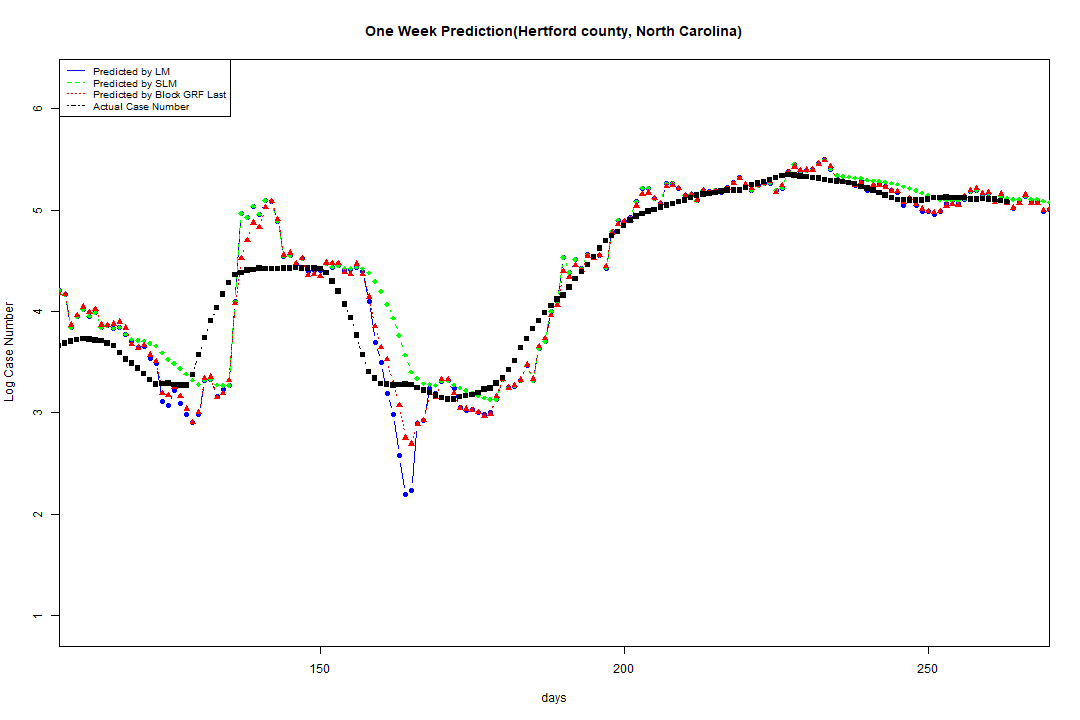 One Week Prediction(Hertford county, North Carolina)
Predicted by LM
Predicted by SLM
Predicted by Block GRF Last
Actual Case Number
6
5
4
3
2
1
Log Case Number
150 200 250
days